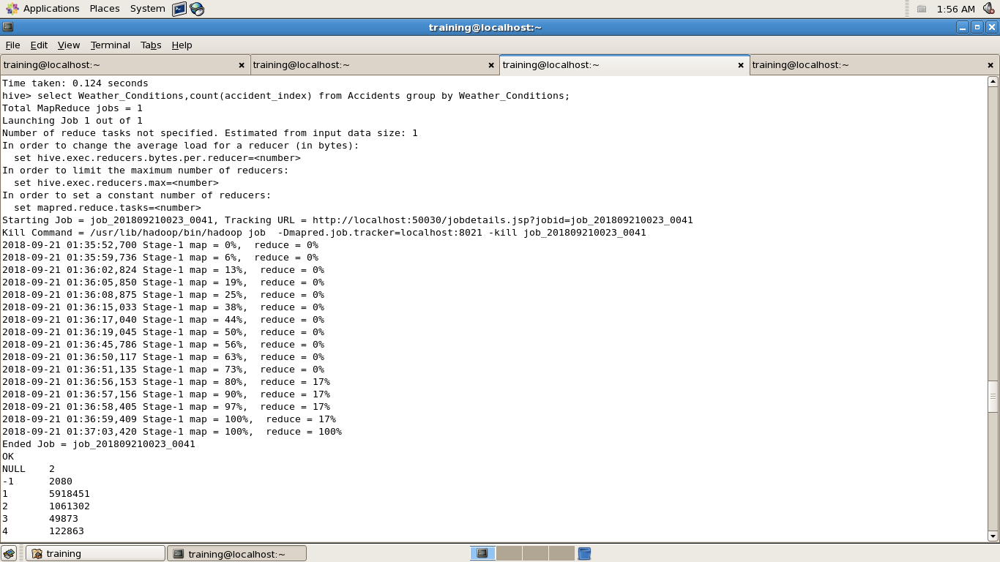 Applications Places System 1:56 AM
training@localhost:~
File Edit View Terminal Tabs Help
training@localhost:~ training@localhost:~ training@localhost:~ training@localhost:~
Time taken: 0.124 seconds
hive> select Weather_Conditions,count(accident_index) from Accidents group by Weather_Conditions;
Total MapReduce jobs = 1
Launching Job 1 out of 1
Number of reduce tasks not specified. Estimated from input data size: 1
In order to change the average load for a reducer (in bytes):
  set hive.exec.reducers.bytes.per.reducer=<number>
In order to limit the maximum number of reducers:
  set hive.exec.reducers.max=<number>
In order to set a constant number of reducers:
  set mapred.reduce.tasks=<number>
Starting Job = job_201809210023_0041, Tracking URL = http://localhost:50030/jobdetails.jsp?jobid=job_201809210023_0041
Kill Command = /usr/lib/hadoop/bin/hadoop job  -Dmapred.job.tracker=localhost:8021 -kill job_201809210023_0041
2018-09-21 01:35:52,700 Stage-1 map = 0%,  reduce = 0%
2018-09-21 01:35:59,736 Stage-1 map = 6%,  reduce = 0%
2018-09-21 01:36:02,824 Stage-1 map = 13%,  reduce = 0%
2018-09-21 01:36:05,850 Stage-1 map = 19%,  reduce = 0%
2018-09-21 01:36:08,875 Stage-1 map = 25%,  reduce = 0%
2018-09-21 01:36:15,033 Stage-1 map = 38%,  reduce = 0%
2018-09-21 01:36:17,040 Stage-1 map = 44%,  reduce = 0%
2018-09-21 01:36:19,045 Stage-1 map = 50%,  reduce = 0%
2018-09-21 01:36:45,786 Stage-1 map = 56%,  reduce = 0%
2018-09-21 01:36:50,117 Stage-1 map = 63%,  reduce = 0%
2018-09-21 01:36:51,135 Stage-1 map = 73%,  reduce = 0%
2018-09-21 01:36:56,153 Stage-1 map = 80%,  reduce = 17%
2018-09-21 01:36:57,156 Stage-1 map = 90%,  reduce = 17%
2018-09-21 01:36:58,405 Stage-1 map = 97%,  reduce = 17%
2018-09-21 01:36:59,409 Stage-1 map = 100%,  reduce = 17%
2018-09-21 01:37:03,420 Stage-1 map = 100%,  reduce = 100%
Ended Job = job_201809210023_0041
OK
NULL    2
-1      2080
1       5918451
2       1061302
3       49873
4       122863
training training@localhost:~